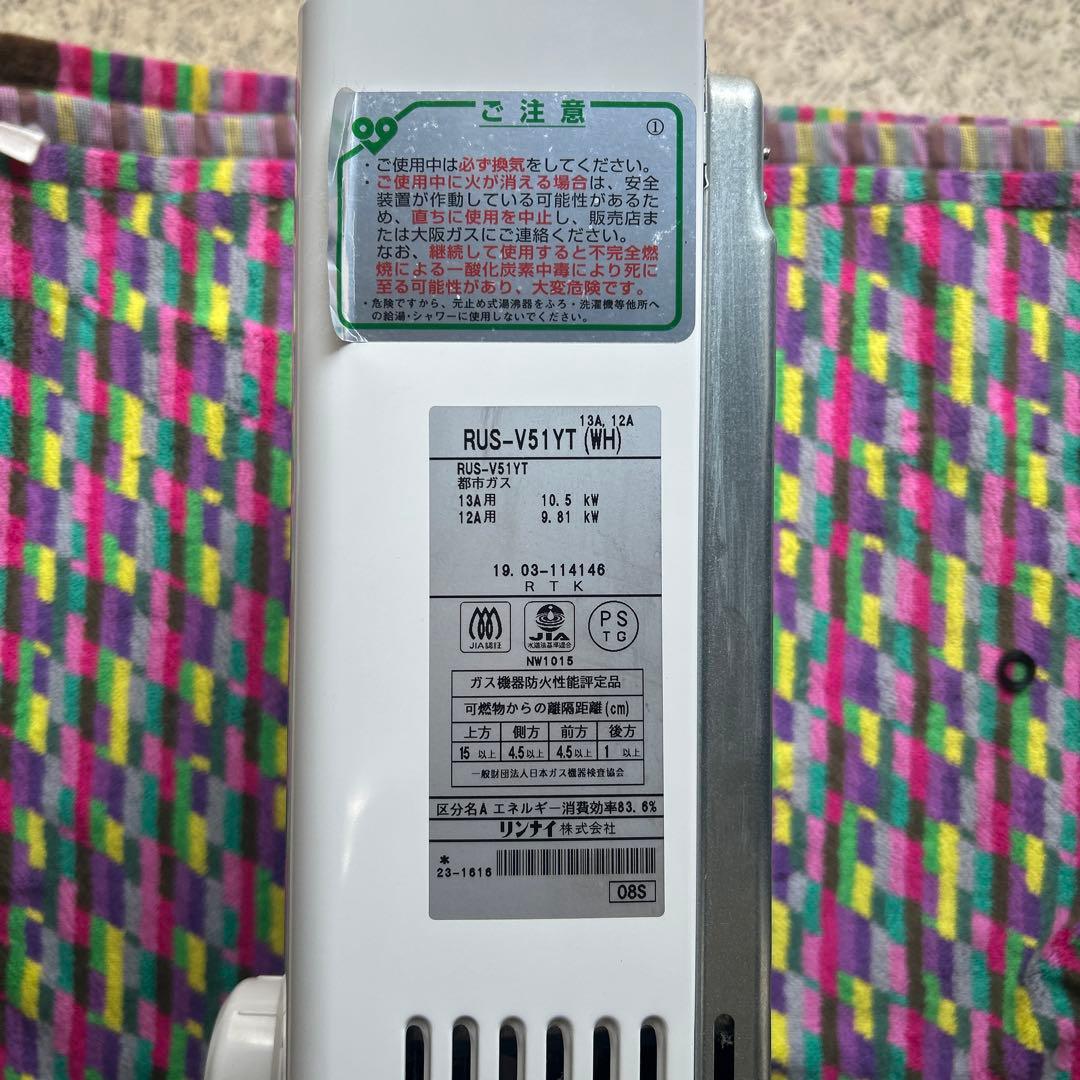 ご注意
①
・ご使用中は必ず換気をしてください。
・ご使用中に火が消える場合は、安全
装置が作動している可能性があるた
め、直ちに使用を中止し、販売店ま
たは大阪ガスにご連絡ください。
なお、継続して使用すると不完全燃
焼による一酸化炭素中毒により死に
至る可能性があり、大変危険です。
・危険ですから、元止め式湯沸器をふろ・洗濯機等他所へ
の給湯・シャワーに使用しないでください。
13A, 12A
RUS-V51YT(WH)
RUS-V51YT
都市ガス
13A用 10.5 kW
12A用 9.81 kW
19.03-114146
RTK
JIA認証
JIA
水道法基準適合
PS
TG
NW1015
ガス機器防火性能評定品
可燃物からの離隔距離(cm)
上方 側方 前方 後方
15以上 4.5以上 4.5以上 1以上
一般財団法人日本ガス機器検査協会
区分名A エネルギー消費効率83.6%
リンナイ株式会社
*
23-1616
08S